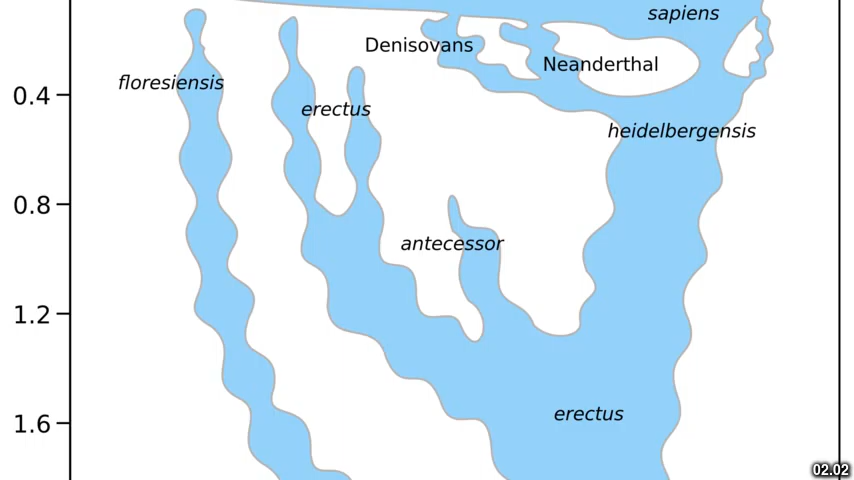 sapiens
Denisovans
Neanderthal
floresiensis
0.4
erectus
heidelbergensis
0.8
antecessor
1.2
erectus
1.6
02.02